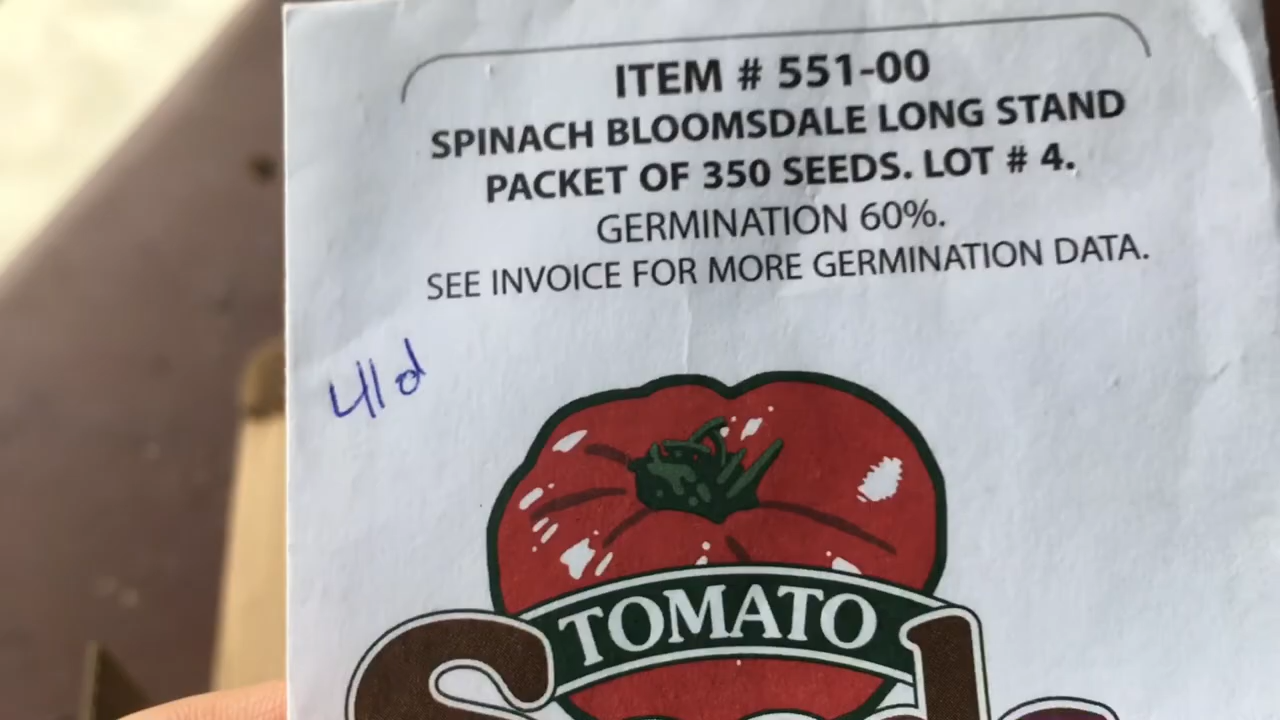 ITEM # 551-00
SPINACH BLOOMSDALE LONG STAND
PACKET OF 350 SEEDS. LOT # 4.
GERMINATION 60%.
SEE INVOICE FOR MORE GERMINATION DATA.
41d
TOMATO